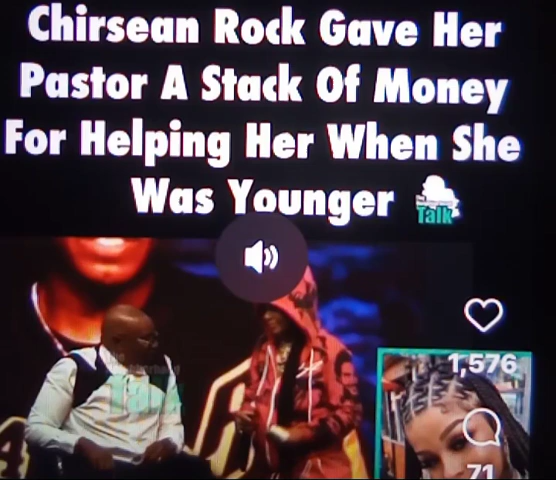 Chirsean Rock Gave Her
Pastor A Stack Of Money
For Helping Her When She
Was Younger
Talk
Talk
1,576
71